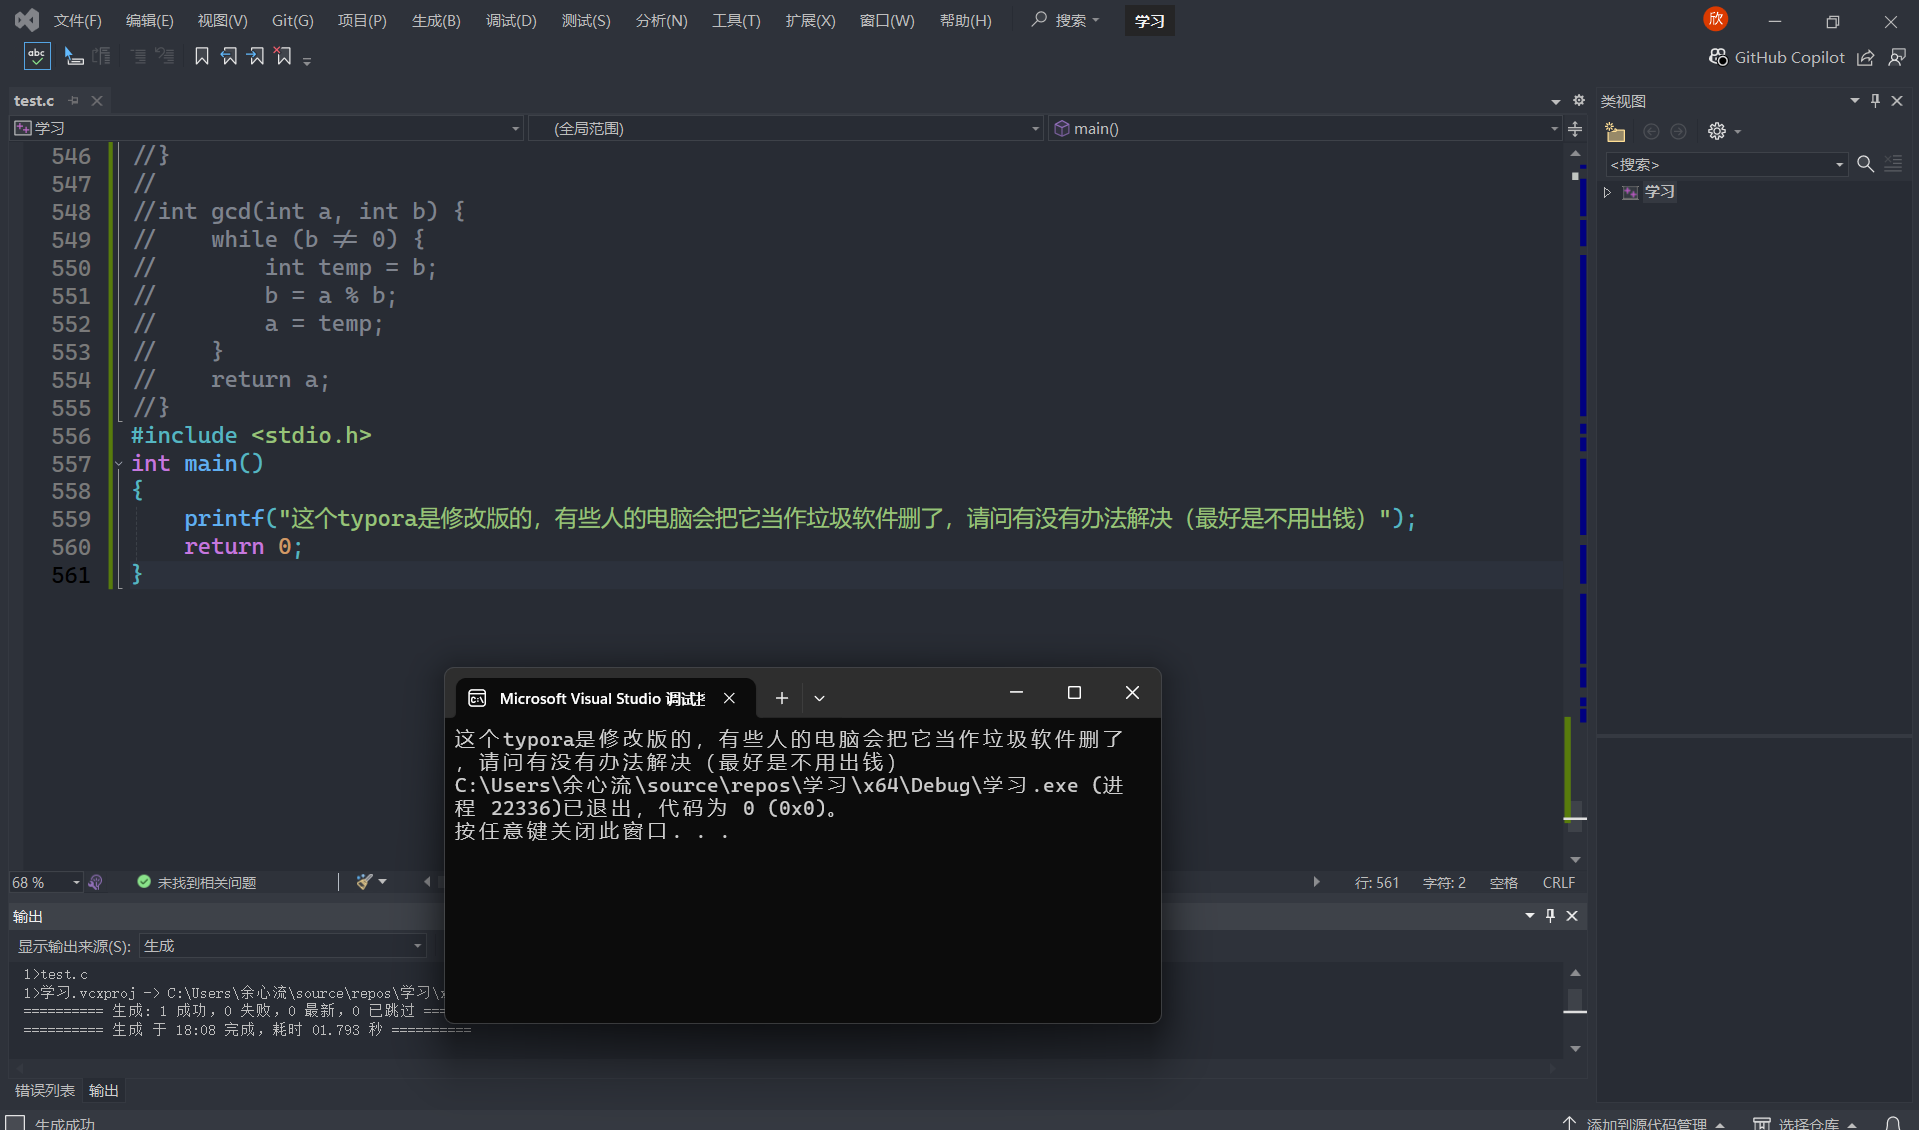 文件(F) 编辑(E) 视图(V) Git(G) 项目(P) 生成(B) 调试(D) 测试(S) 分析(N) 工具(T) 扩展(X) 窗口(W) 帮助(H) 搜索 学习 欣
abc GitHub Copilot
test.c 类视图
学习 (全局范围) main()
<搜索>
学习
546 //}
547 //
548 //int gcd(int a, int b) {
549 //    while (b != 0) {
550 //        int temp = b;
551 //        b = a % b;
552 //        a = temp;
553 //    }
554 //    return a;
555 //}
556 #include <stdio.h>
557 int main()
558 {
559     printf("这个typora是修改版的，有些人的电脑会把它当作垃圾软件删了，请问有没有办法解决（最好是不用出钱）");
560     return 0;
561 }
Microsoft Visual Studio 调试
这个typora是修改版的，有些人的电脑会把它当作垃圾软件删了
，请问有没有办法解决（最好是不用出钱）
C:\Users\余心流\source\repos\学习\x64\Debug\学习.exe (进
程 22336)已退出，代码为 0 (0x0)。
按任意键关闭此窗口. . .
68 % 未找到相关问题 行: 561 字符: 2 空格 CRLF
输出
显示输出来源(S): 生成
1>test.c
1>学习.vcxproj -> C:\Users\余心流\source\repos\学习\
========== 生成: 1 成功，0 失败，0 最新，0 已跳过 ===
========== 生成 于 18:08 完成，耗时 01.793 秒 ==========
错误列表 输出
生成成功 添加到源代码管理 选择仓库